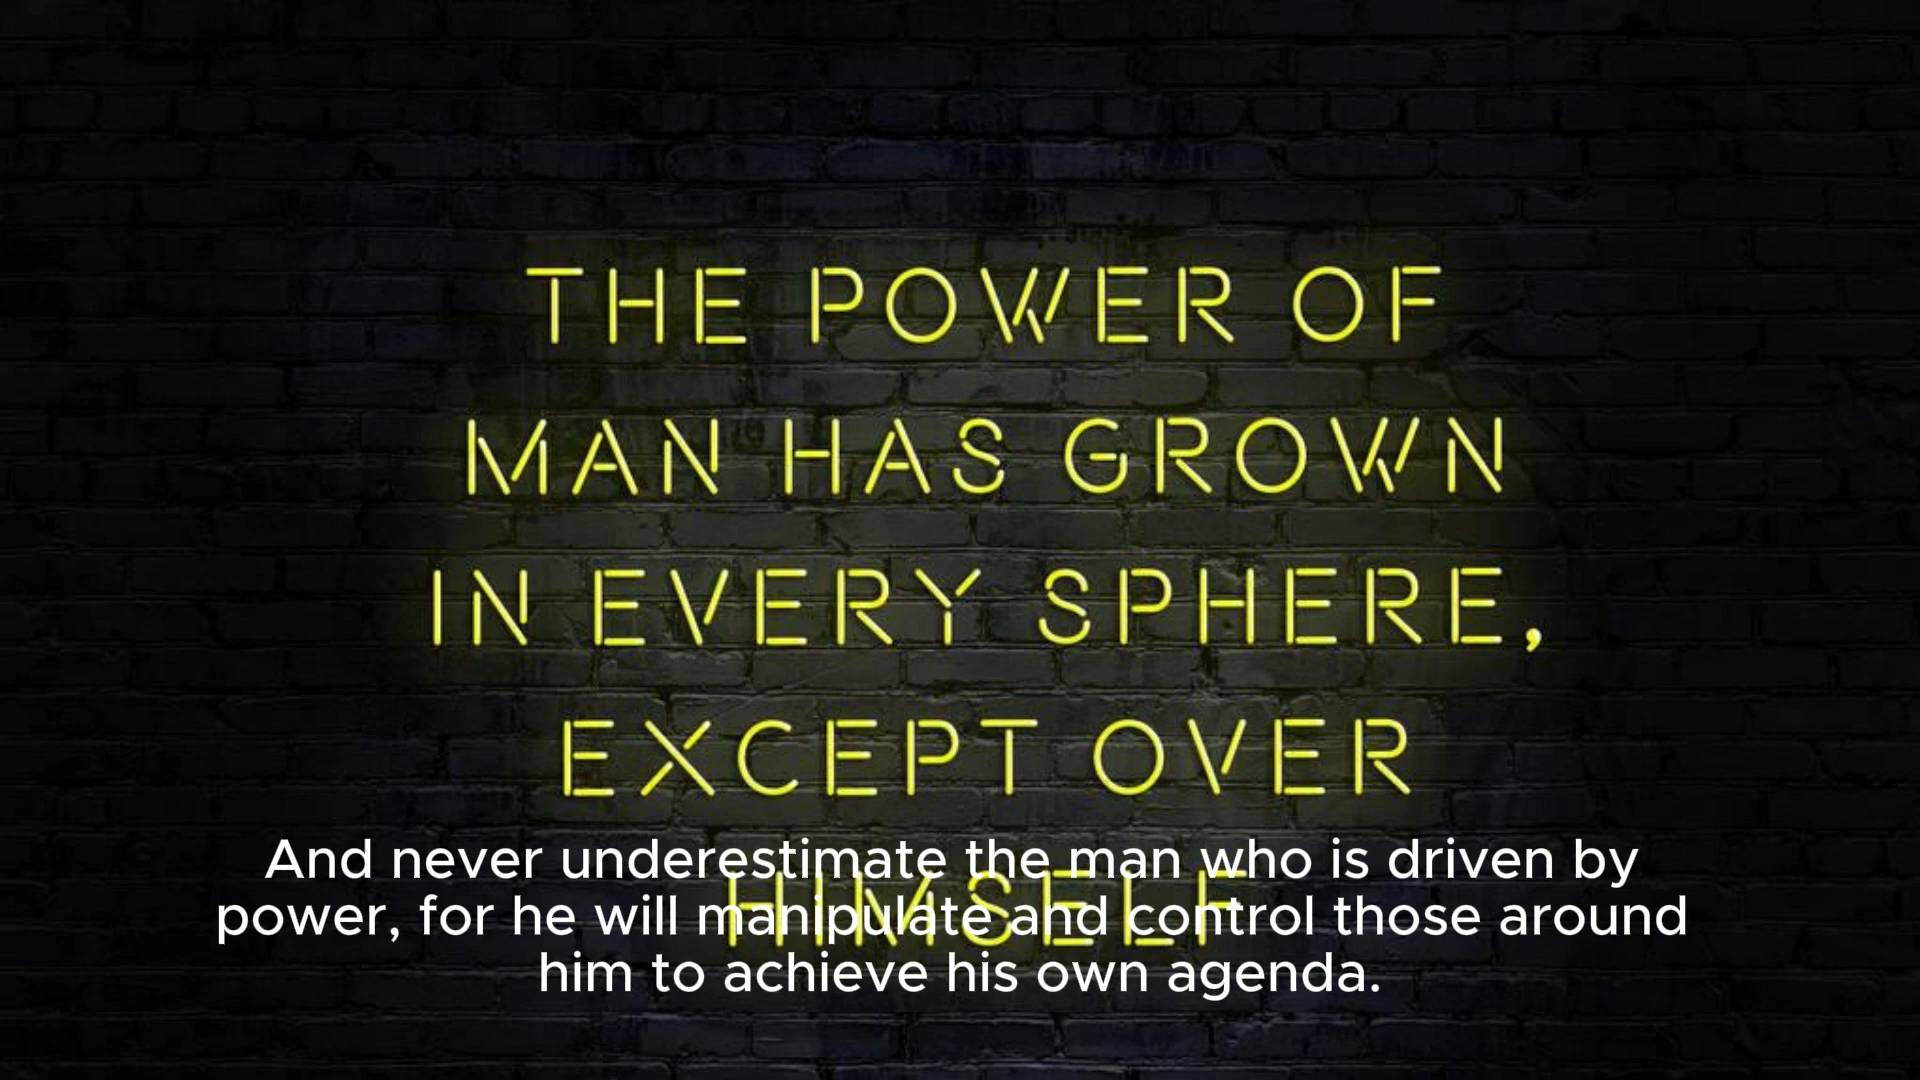 THE POWER OF
MAN HAS GROWN
IN EVERY SPHERE,
EXCEPT OVER
HIMSELF
And never underestimate the man who is driven by
power, for he will manipulate and control those around
him to achieve his own agenda.